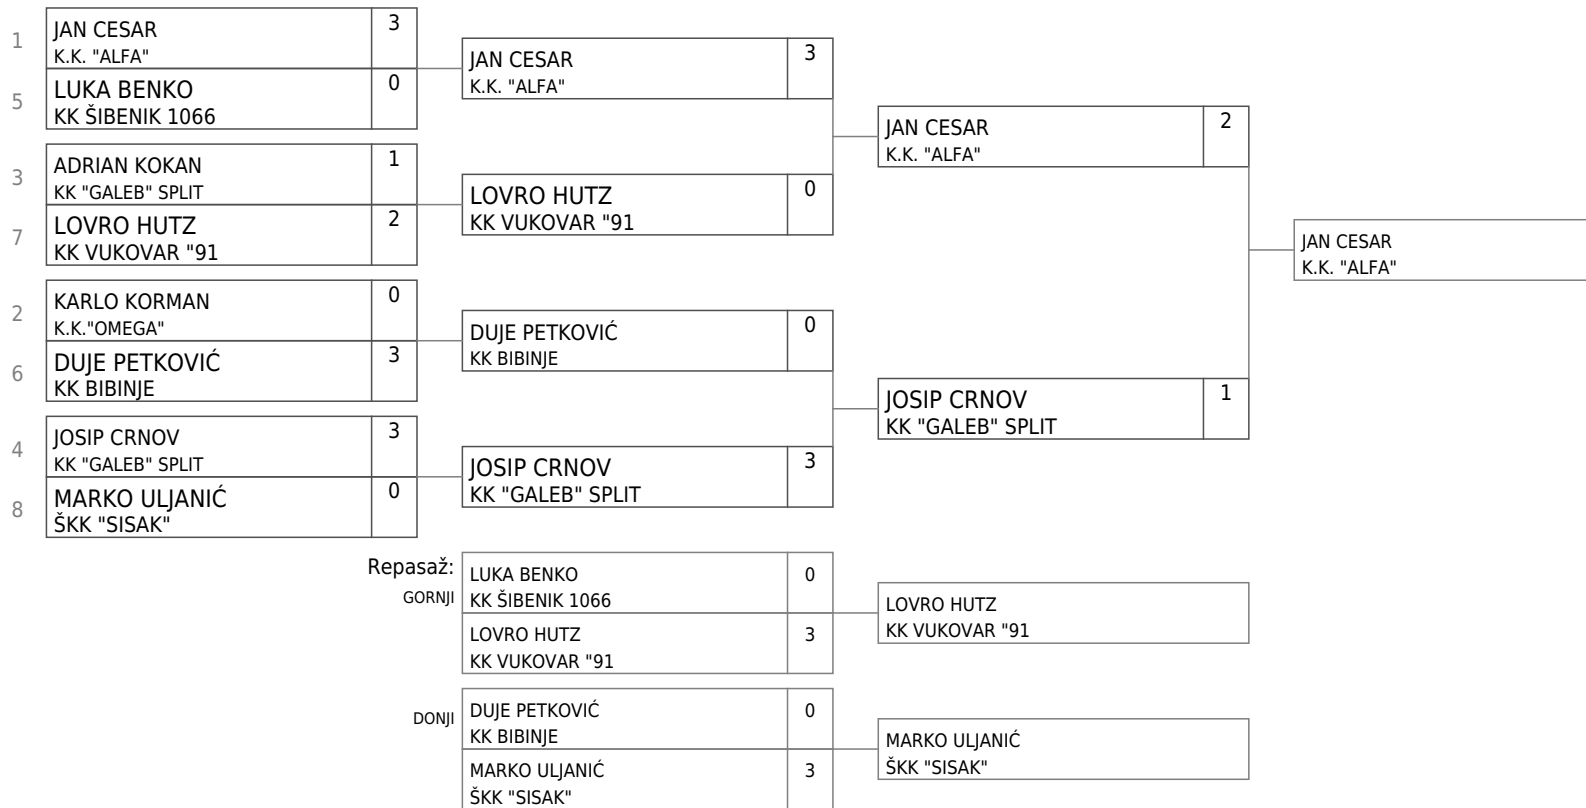 1
JAN CESAR
K.K. "ALFA"
3
5
LUKA BENKO
KK ŠIBENIK 1066
0
3
ADRIAN KOKAN
KK "GALEB" SPLIT
1
7
LOVRO HUTZ
KK VUKOVAR "91
2
2
KARLO KORMAN
K.K."OMEGA"
0
6
DUJE PETKOVIĆ
KK BIBINJE
3
4
JOSIP CRNOV
KK "GALEB" SPLIT
3
8
MARKO ULJANIĆ
ŠKK "SISAK"
0
JAN CESAR
K.K. "ALFA"
3
LOVRO HUTZ
KK VUKOVAR "91
0
DUJE PETKOVIĆ
KK BIBINJE
0
JOSIP CRNOV
KK "GALEB" SPLIT
3
JAN CESAR
K.K. "ALFA"
2
JOSIP CRNOV
KK "GALEB" SPLIT
1
JAN CESAR
K.K. "ALFA"
Repasaž:
GORNJI
LUKA BENKO
KK ŠIBENIK 1066
0
LOVRO HUTZ
KK VUKOVAR "91
3
LOVRO HUTZ
KK VUKOVAR "91
DONJI
DUJE PETKOVIĆ
KK BIBINJE
0
MARKO ULJANIĆ
ŠKK "SISAK"
3
MARKO ULJANIĆ
ŠKK "SISAK"